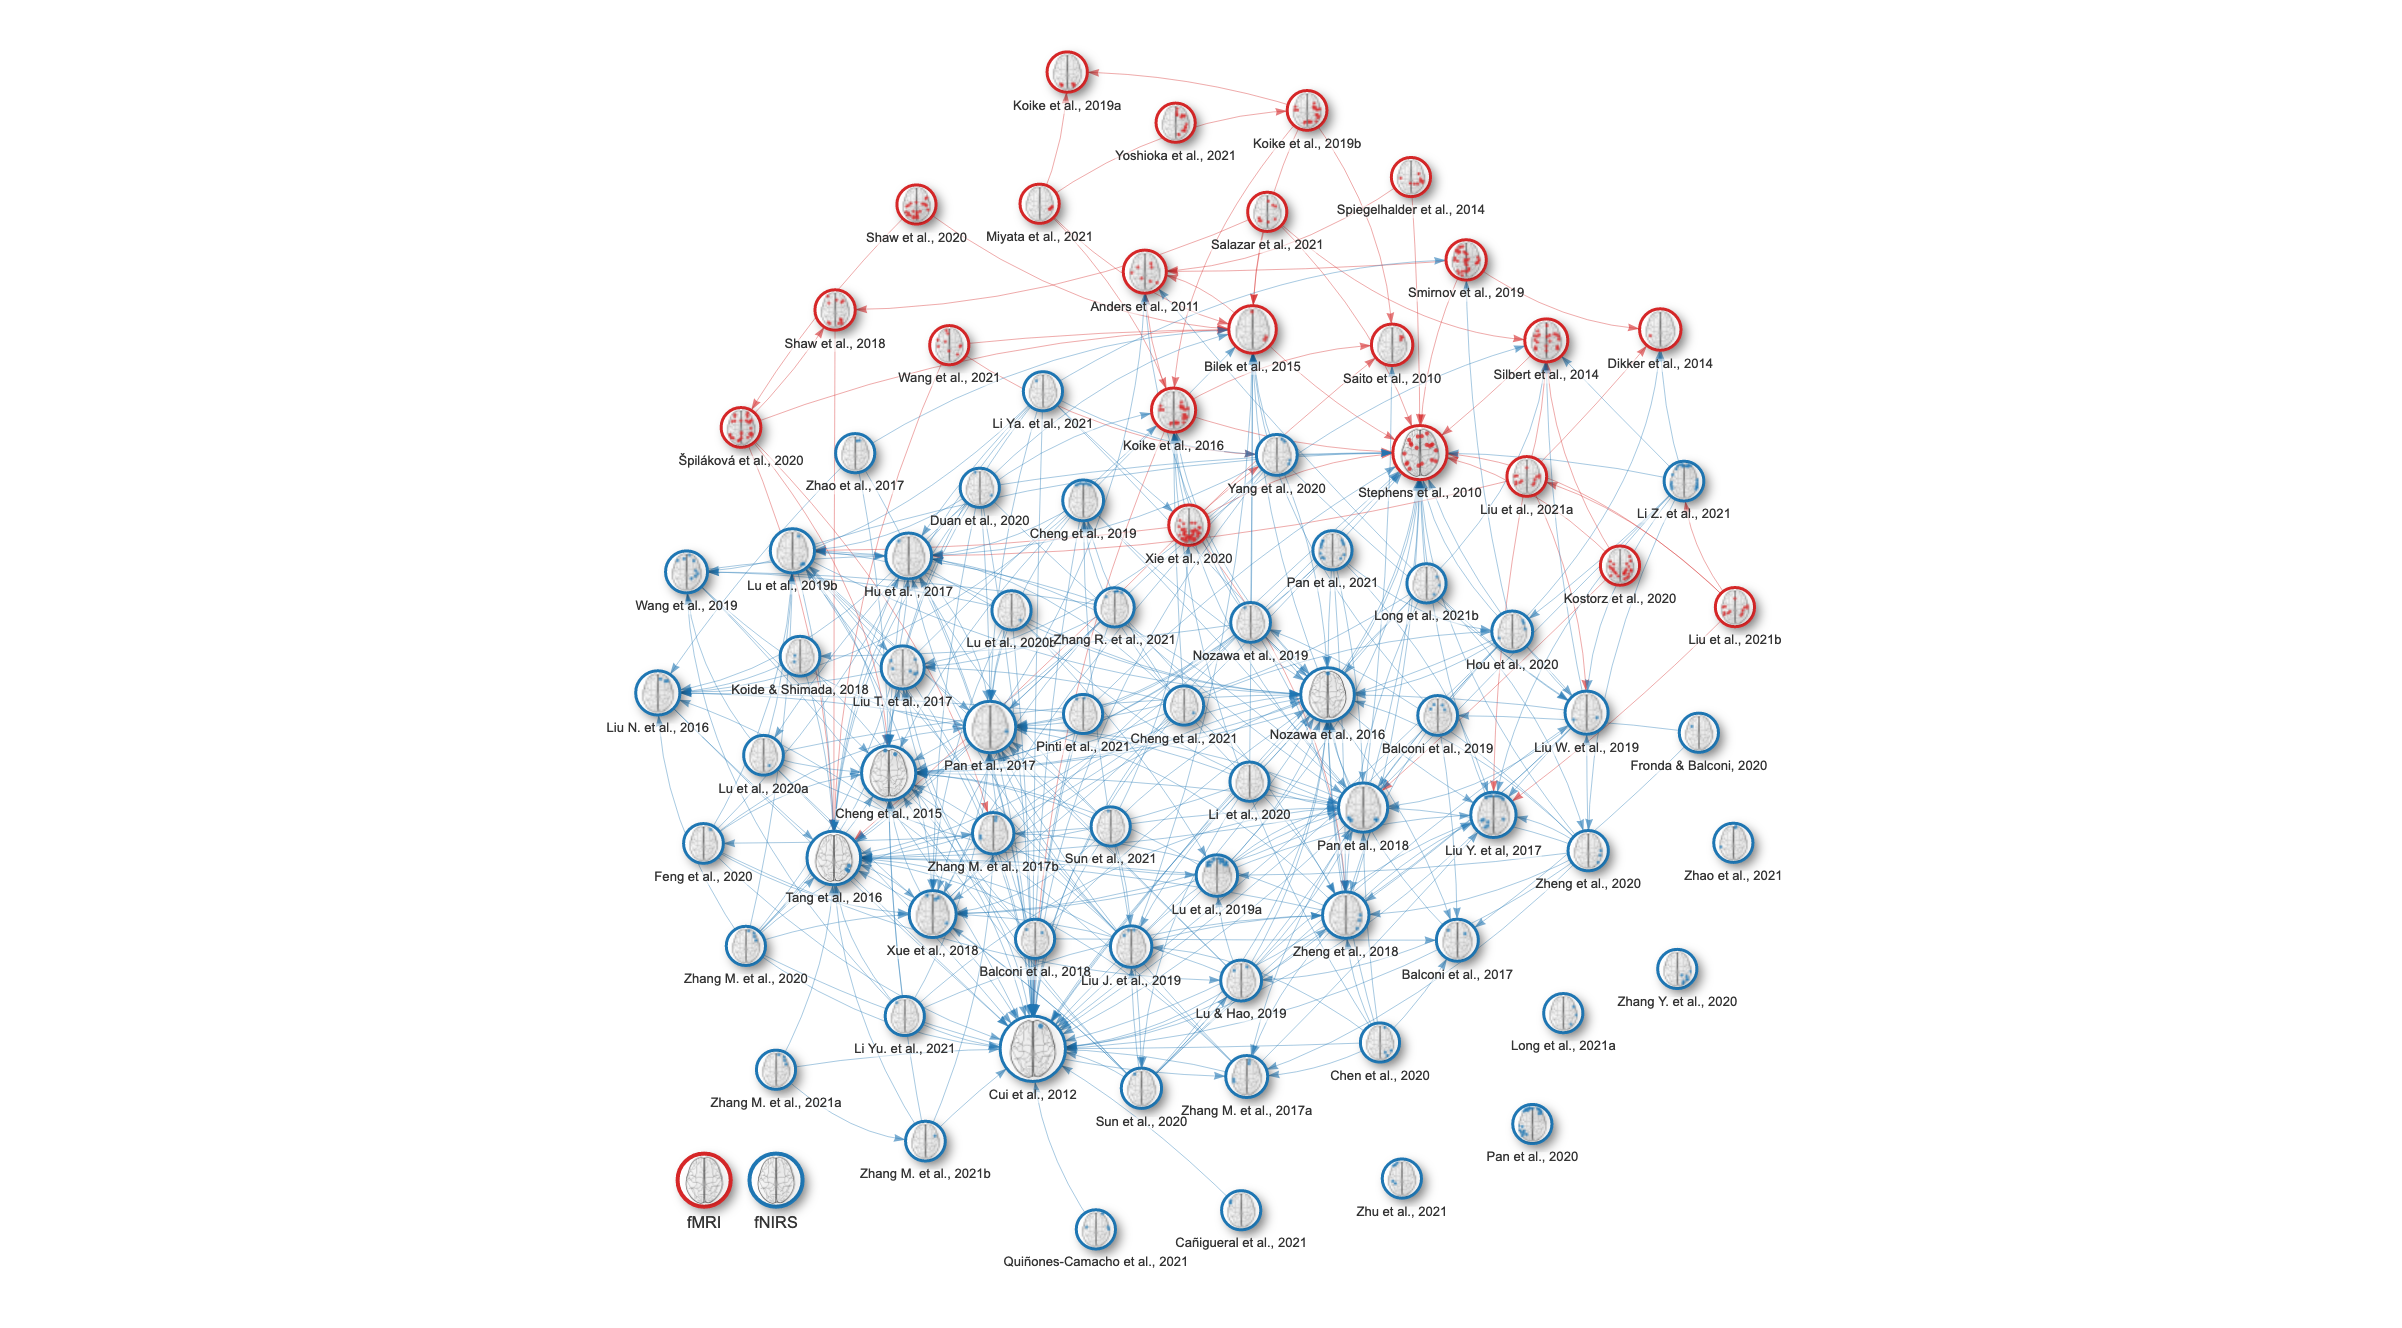 Koike et al., 2019a
Koike et al., 2019b
Yoshioka et al., 2021
Spiegelhalder et al., 2014
Shaw et al., 2020
Miyata et al., 2021
Salazar et al., 2021
Smirnov et al., 2019
Anders et al., 2011
Shaw et al., 2018
Dikker et al., 2014
Bilek et al., 2015
Silbert et al., 2014
Wang et al., 2021
Saito et al., 2010
Li Ya. et al., 2021
Koike et al., 2016
Špiláková et al., 2020
Zhao et al., 2017
Yang et al., 2020
Stephens et al., 2010
Liu et al., 2021a
Li Z. et al., 2021
Duan et al., 2020
Cheng et al., 2019
Xie et al., 2020
Pan et al., 2021
Lu et al., 2019b
Hu et al. , 2017
Kostorz et al., 2020
Wang et al., 2019
Long et al., 2021b
Lu et al., 2020b
Zhang R. et al., 2021
Liu et al., 2021b
Nozawa et al., 2019
Hou et al., 2020
Koide & Shimada, 2018
Liu T. et al., 2017
Liu N. et al., 2016
Nozawa et al., 2016
Pinti et al., 2021
Cheng et al., 2021
Balconi et al., 2019
Liu W. et al., 2019
Pan et al., 2017
Fronda & Balconi, 2020
Lu et al., 2020a
Cheng et al., 2015
Li et al., 2020
Pan et al., 2018
Liu Y. et al, 2017
Sun et al., 2021
Zhang M. et al., 2017b
Feng et al., 2020
Zhao et al., 2021
Zheng et al., 2020
Tang et al., 2016
Lu et al., 2019a
Xue et al., 2018
Zheng et al., 2018
Balconi et al., 2018
Balconi et al., 2017
Zhang M. et al., 2020
Liu J. et al., 2019
Zhang Y. et al., 2020
Lu & Hao, 2019
Long et al., 2021a
Li Yu. et al., 2021
Chen et al., 2020
Cui et al., 2012
Zhang M. et al., 2021a
Zhang M. et al., 2017a
Sun et al., 2020
Pan et al., 2020
Zhang M. et al., 2021b
Zhu et al., 2021
fMRI fNIRS
Cañigueral et al., 2021
Quiñones-Camacho et al., 2021